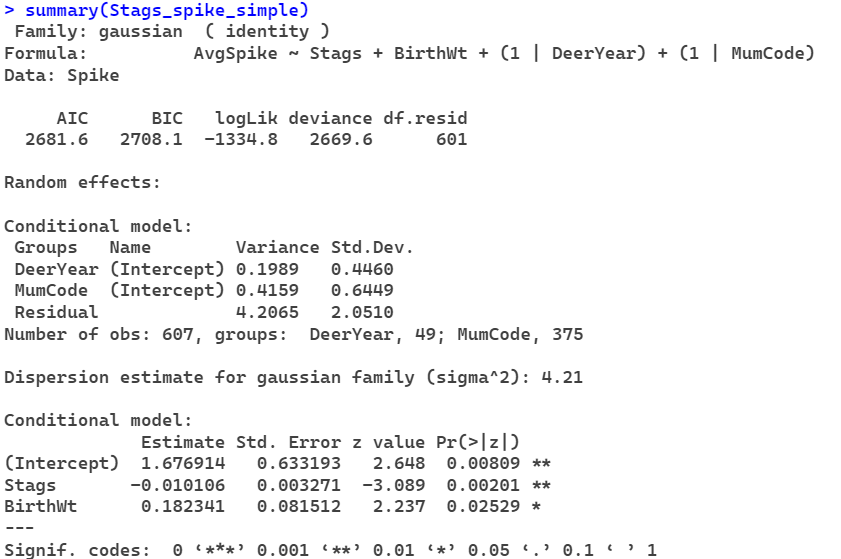 > summary(Stags_spike_simple)
 Family: gaussian  ( identity )
Formula:          AvgSpike ~ Stags + BirthWt + (1 | DeerYear) + (1 | MumCode)
Data: Spike

     AIC      BIC   logLik deviance df.resid
  2681.6   2708.1  -1334.8   2669.6      601

Random effects:

Conditional model:
 Groups   Name        Variance Std.Dev.
 DeerYear (Intercept) 0.1989   0.4460
 MumCode  (Intercept) 0.4159   0.6449
 Residual             4.2065   2.0510
Number of obs: 607, groups:  DeerYear, 49; MumCode, 375

Dispersion estimate for gaussian family (sigma^2): 4.21

Conditional model:
             Estimate Std. Error z value Pr(>|z|)
(Intercept)  1.676914   0.633193   2.648  0.00809 **
Stags       -0.010106   0.003271  -3.089  0.00201 **
BirthWt      0.182341   0.081512   2.237  0.02529 *
---
Signif. codes:  0 ‘***’ 0.001 ‘**’ 0.01 ‘*’ 0.05 ‘.’ 0.1 ‘ ’ 1